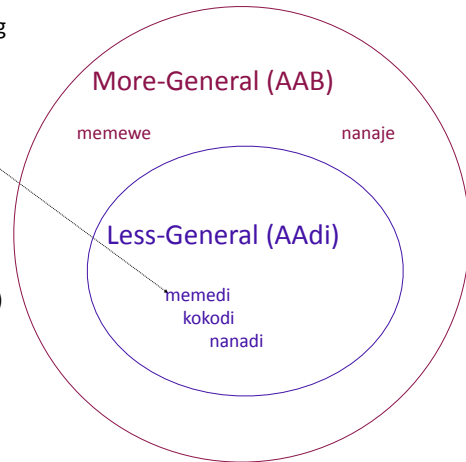 g
More-General (AAB)
memewe nanaje
Less-General (AAdi)
memedi
)
kokodi
nanadi